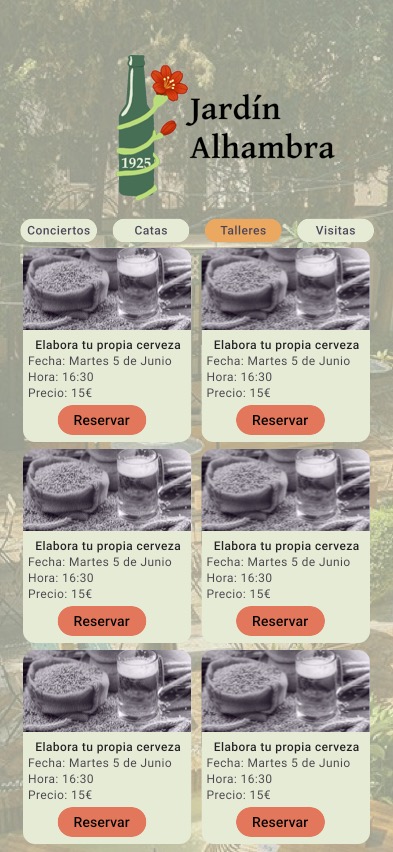 1925
Jardín
Alhambra
Conciertos
Catas
Talleres
Visitas
Elabora tu propia cerveza
Fecha: Martes 5 de Junio
Hora: 16:30
Precio: 15€
Reservar
Elabora tu propia cerveza
Fecha: Martes 5 de Junio
Hora: 16:30
Precio: 15€
Reservar
Elabora tu propia cerveza
Fecha: Martes 5 de Junio
Hora: 16:30
Precio: 15€
Reservar
Elabora tu propia cerveza
Fecha: Martes 5 de Junio
Hora: 16:30
Precio: 15€
Reservar
Elabora tu propia cerveza
Fecha: Martes 5 de Junio
Hora: 16:30
Precio: 15€
Reservar
Elabora tu propia cerveza
Fecha: Martes 5 de Junio
Hora: 16:30
Precio: 15€
Reservar